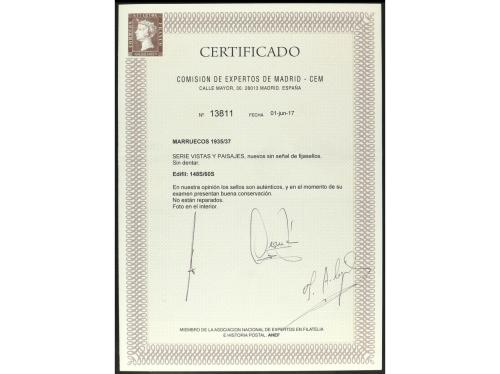 CERTIFICADO
COMISION DE EXPERTOS DE MADRID - CEM
CALLE MAYOR, 30. 28013 MADRID. ESPAÑA
Nº 13811 FECHA 01-jun-17
MARRUECOS 1935/37
SERIE VISTAS Y PAISAJES, nuevos sin señal de fijasellos.
Sin dentar.
Edifil: 148S/60S
En nuestra opinión los sellos son auténticos, y en el momento de su
examen presentan buena conservación.
No están reparados.
Foto en el interior.
MIEMBRO DE LA ASOCIACION NACIONAL DE EXPERTOS EN FILATELIA
E HISTORIA POSTAL. ANEF